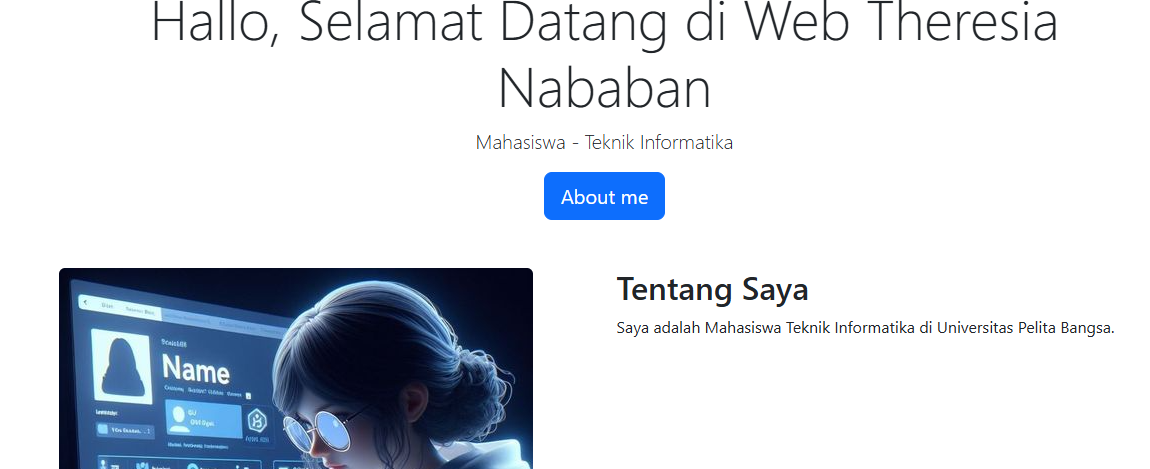 Hallo, Selamat Datang di Web Theresia
Nababan
Mahasiswa - Teknik Informatika
About me
Tentang Saya
Saya adalah Mahasiswa Teknik Informatika di Universitas Pelita Bangsa.
Name